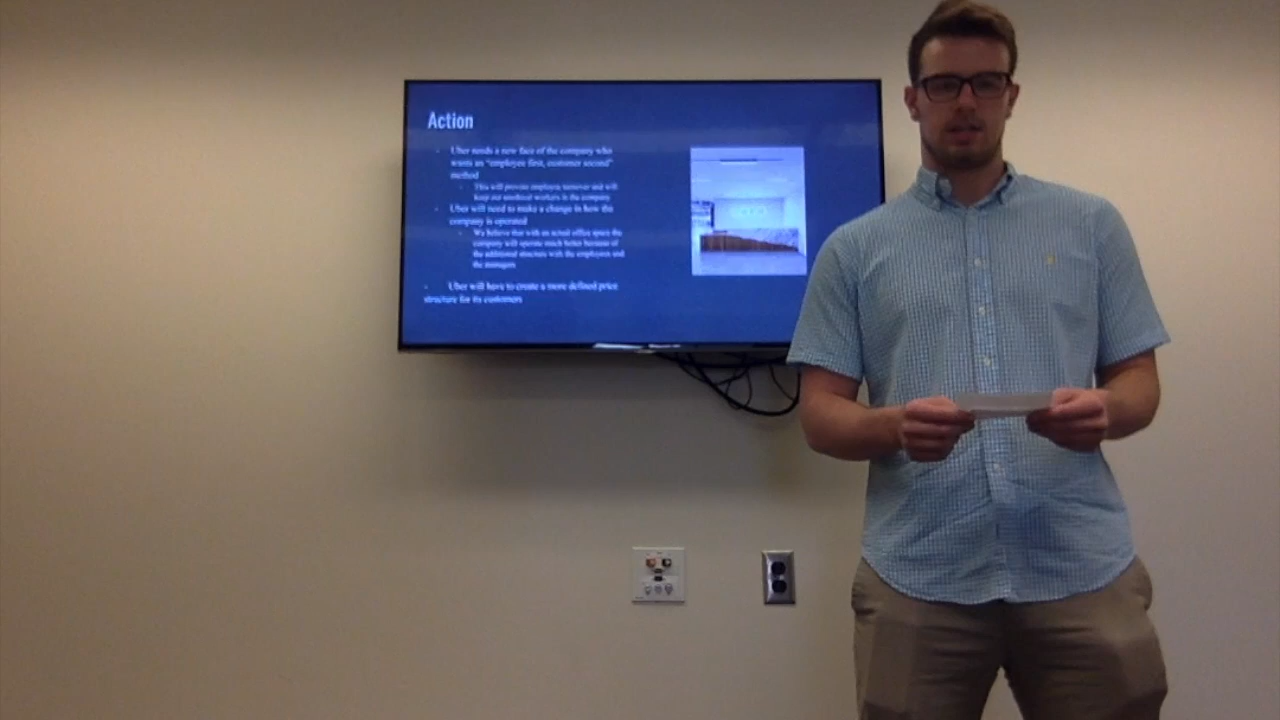 Action
- Uber needs a new face of the company who
wants an "employee first, customer second"
method
- This will prevent employee turnover and will
keep our unethical workers in the company
- Uber will need to make a change in how the
company is operated
- We believe that with an actual office space the
company will operate much better because of
the additional structure with the employees and
the managers
- Uber will have to create a more defined price
structure for its customers